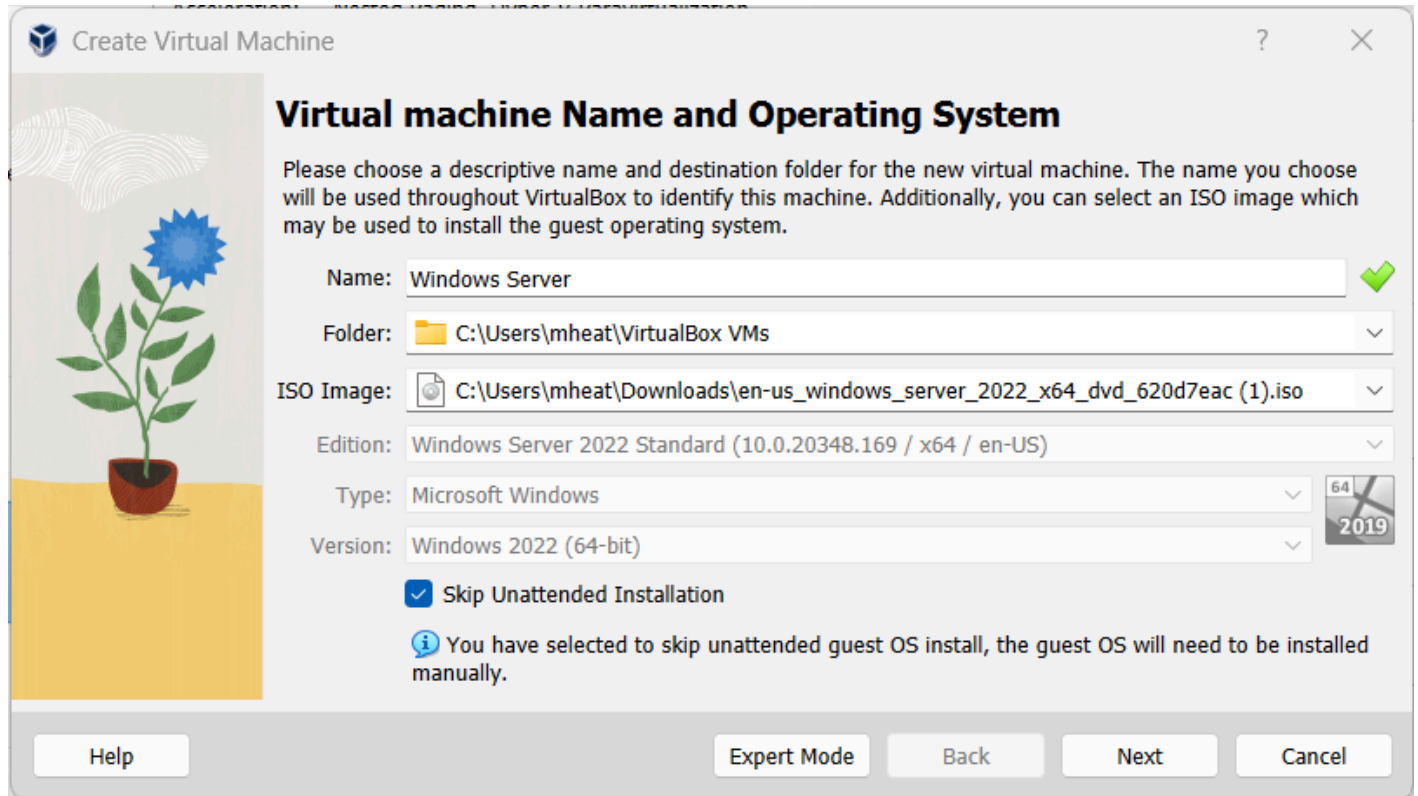 Acceleration: Nested Paging, Hyper-V Paravirtualization
Create Virtual Machine
?
Virtual machine Name and Operating System
Please choose a descriptive name and destination folder for the new virtual machine. The name you choose
will be used throughout VirtualBox to identify this machine. Additionally, you can select an ISO image which
may be used to install the guest operating system.
Name: Windows Server
Folder: C:\Users\mheat\VirtualBox VMs
ISO Image: C:\Users\mheat\Downloads\en-us_windows_server_2022_x64_dvd_620d7eac (1).iso
Edition: Windows Server 2022 Standard (10.0.20348.169 / x64 / en-US)
Type: Microsoft Windows
64
2019
Version: Windows 2022 (64-bit)
Skip Unattended Installation
You have selected to skip unattended guest OS install, the guest OS will need to be installed
manually.
Help Expert Mode Back Next Cancel